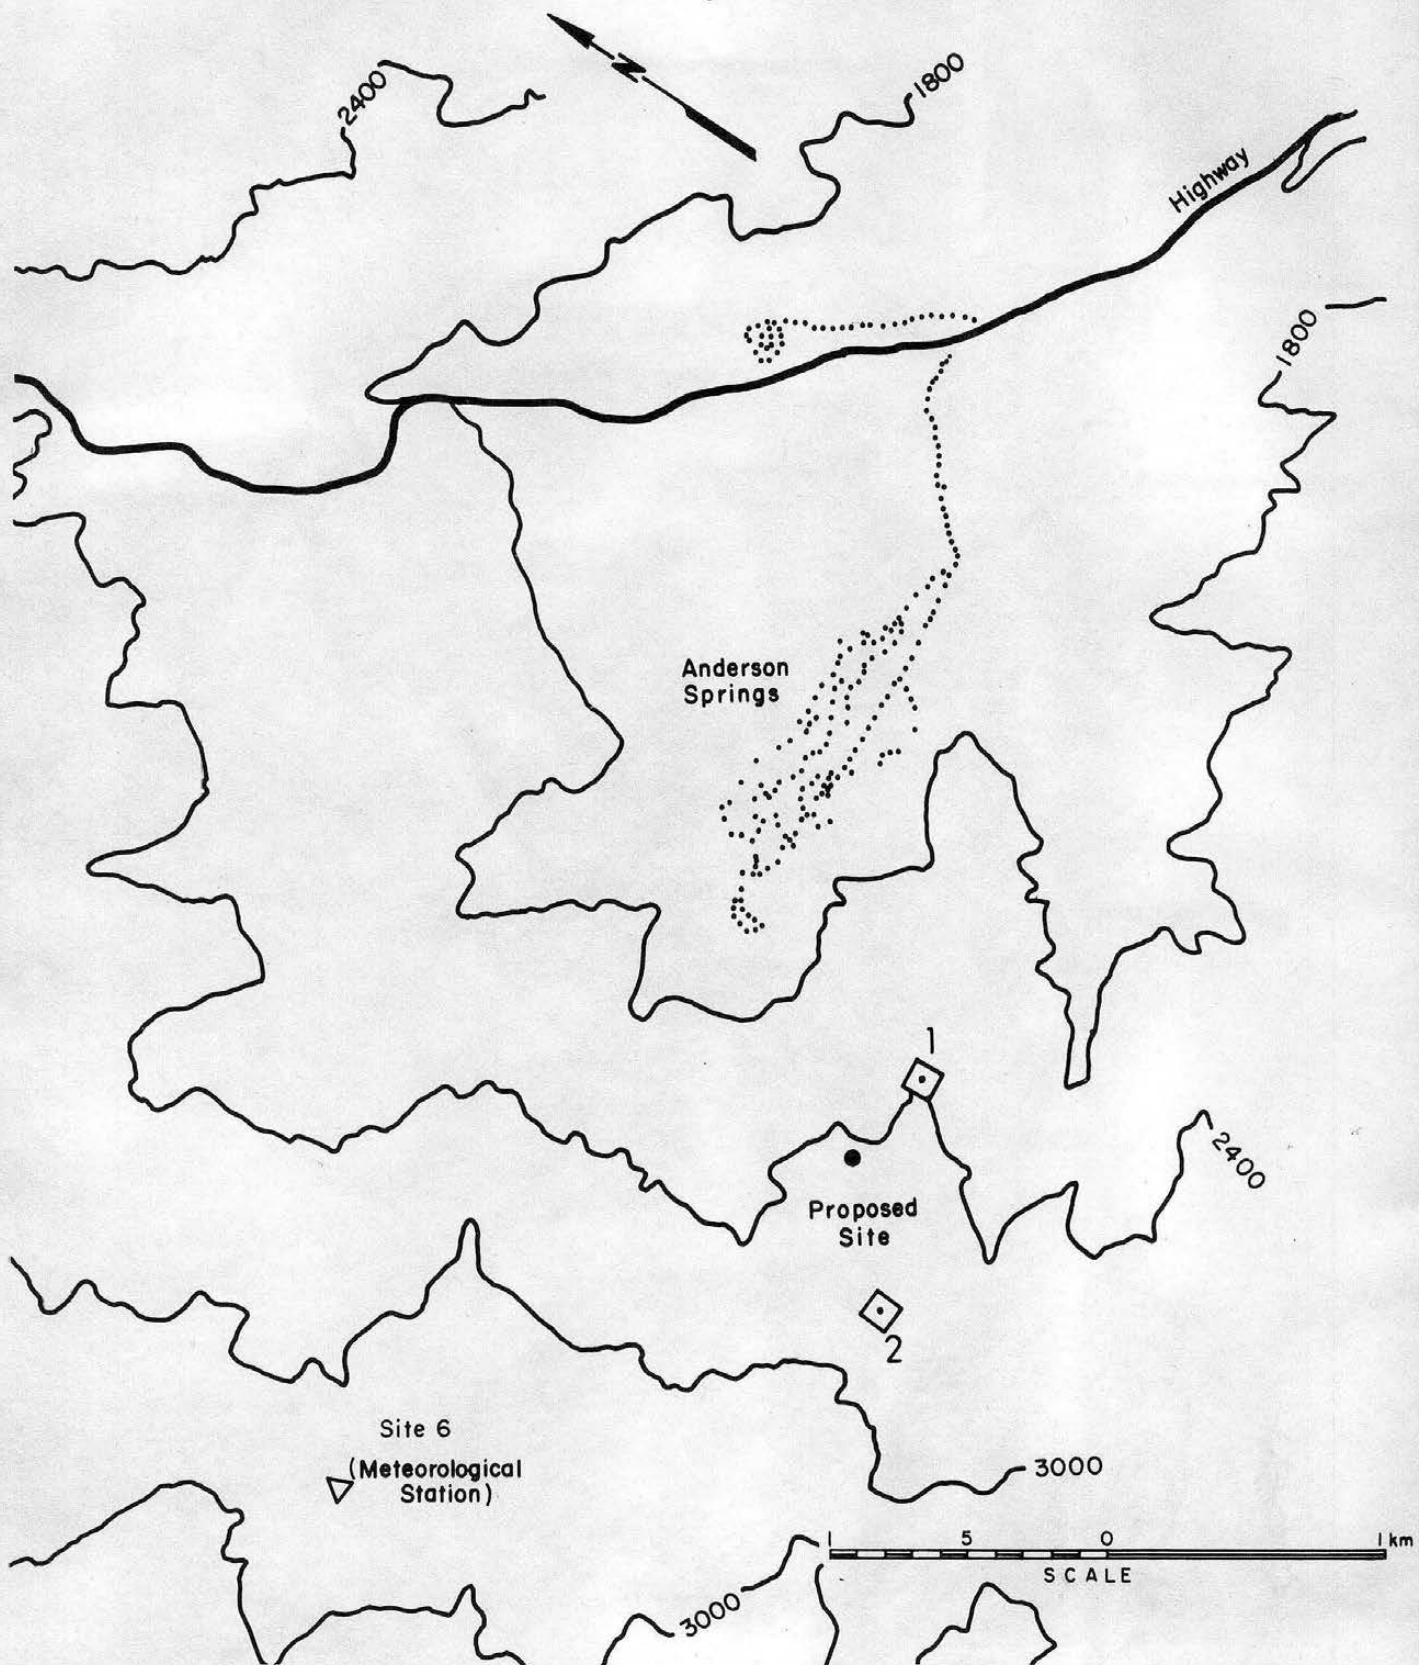 2400
N
1800
Highway
1800
Anderson
Springs
1
2400
Proposed
Site
2
Site 6
(Meteorological
Station)
3000
1 5 0 1 km
SCALE
3000